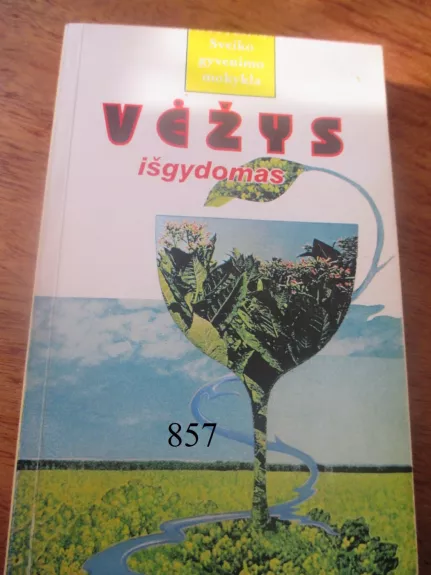 Sveiko
gyvenimo
mokykla
VĖŽYS
išgydomas
857